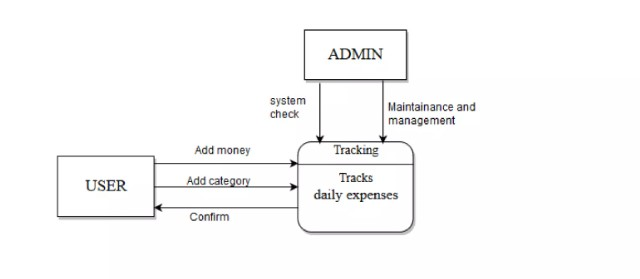 ADMIN
system
check
Maintainance and
management
Add money
Tracking
USER
Add category
Tracks
daily expenses
Confirm